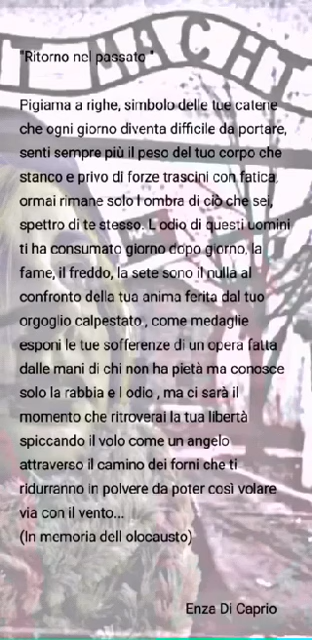 "Ritorno nel passato "
Pigiama a righe, simbolo delle tue catene
che ogni giorno diventa difficile da portare,
senti sempre più il peso del tuo corpo che
stanco e privo di forze trascini con fatica,
ormai rimane solo l ombra di ciò che sei,
spettro di te stesso. L odio di questi uomini
ti ha consumato giorno dopo giorno, la
fame, il freddo, la sete sono il nulla al
confronto della tua anima ferita dal tuo
orgoglio calpestato , come medaglie
esponi le tue sofferenze di un opera fatta
dalle mani di chi non ha pietà ma conosce
solo la rabbia e l odio , ma ci sarà il
momento che ritroverai la tua libertà
spiccando il volo come un angelo
attraverso il camino dei forni che ti
ridurranno in polvere da poter così volare
via con il vento...
(In memoria dell olocausto)
Enza Di Caprio